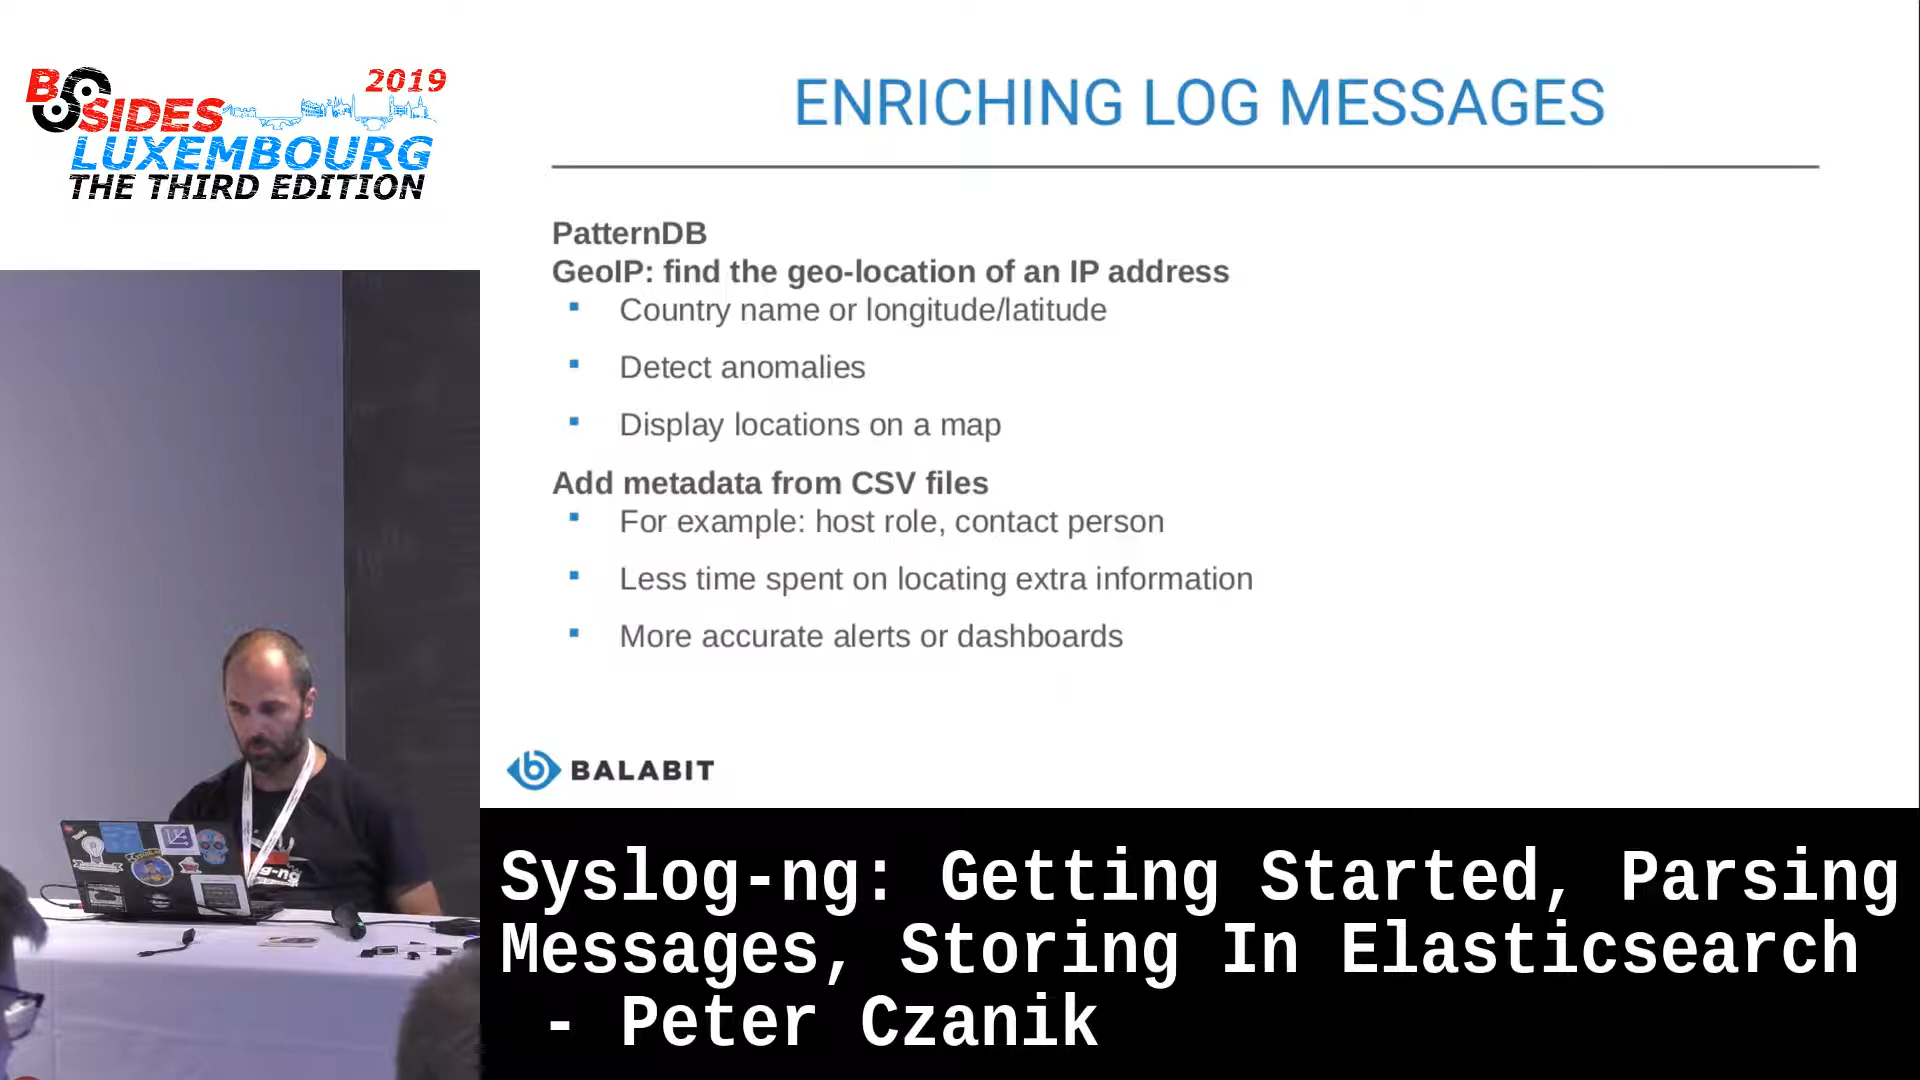 BSIDES 2019
LUXEMBOURG
THE THIRD EDITION
ENRICHING LOG MESSAGES
PatternDB
GeoIP: find the geo-location of an IP address
Country name or longitude/latitude
Detect anomalies
Display locations on a map
Add metadata from CSV files
For example: host role, contact person
Less time spent on locating extra information
More accurate alerts or dashboards
BALABIT
g-ng
Syslog-ng: Getting Started, Parsing
Messages, Storing In Elasticsearch
- Peter Czanik